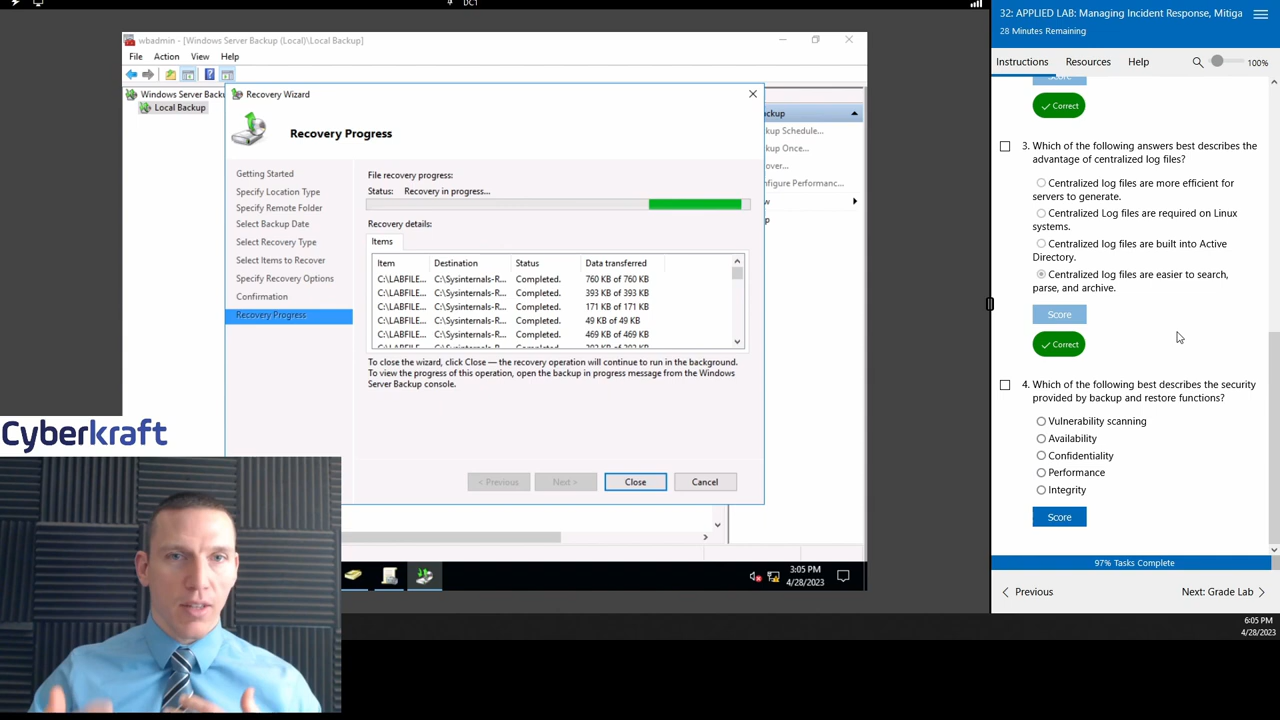 DC1
wbadmin - [Windows Server Backup (Local)\Local Backup]
File Action View Help
Windows Server Backu
Local Backup
Recovery Wizard
Recovery Progress
Getting Started
Specify Location Type
Specify Remote Folder
Select Backup Date
Select Recovery Type
Select Items to Recover
Specify Recovery Options
Confirmation
Recovery Progress
File recovery progress:
Status: Recovery in progress...
Recovery details:
Items
Item Destination Status Data transferred
C:\LABFILE... C:\Sysinternals-R... Completed. 760 KB of 760 KB
C:\LABFILE... C:\Sysinternals-R... Completed. 393 KB of 393 KB
C:\LABFILE... C:\Sysinternals-R... Completed. 171 KB of 171 KB
C:\LABFILE... C:\Sysinternals-R... Completed. 49 KB of 49 KB
C:\LABFILE... C:\Sysinternals-R... Completed. 469 KB of 469 KB
To close the wizard, click Close — the recovery operation will continue to run in the background.
To view the progress of this operation, open the backup in progress message from the Windows
Server Backup console.
< Previous Next > Close Cancel
ckup
kup Schedule...
kup Once...
over...
figure Performanc...
w
p
3:05 PM
4/28/2023
Cyberkraft
32: APPLIED LAB: Managing Incident Response, Mitiga
28 Minutes Remaining
Instructions Resources Help 100%
Score
Correct
3. Which of the following answers best describes the
advantage of centralized log files?
Centralized log files are more efficient for
servers to generate.
Centralized Log files are required on Linux
systems.
Centralized log files are built into Active
Directory.
Centralized log files are easier to search,
parse, and archive.
Score
Correct
4. Which of the following best describes the security
provided by backup and restore functions?
Vulnerability scanning
Availability
Confidentiality
Performance
Integrity
Score
97% Tasks Complete
Previous Next: Grade Lab
6:05 PM
4/28/2023